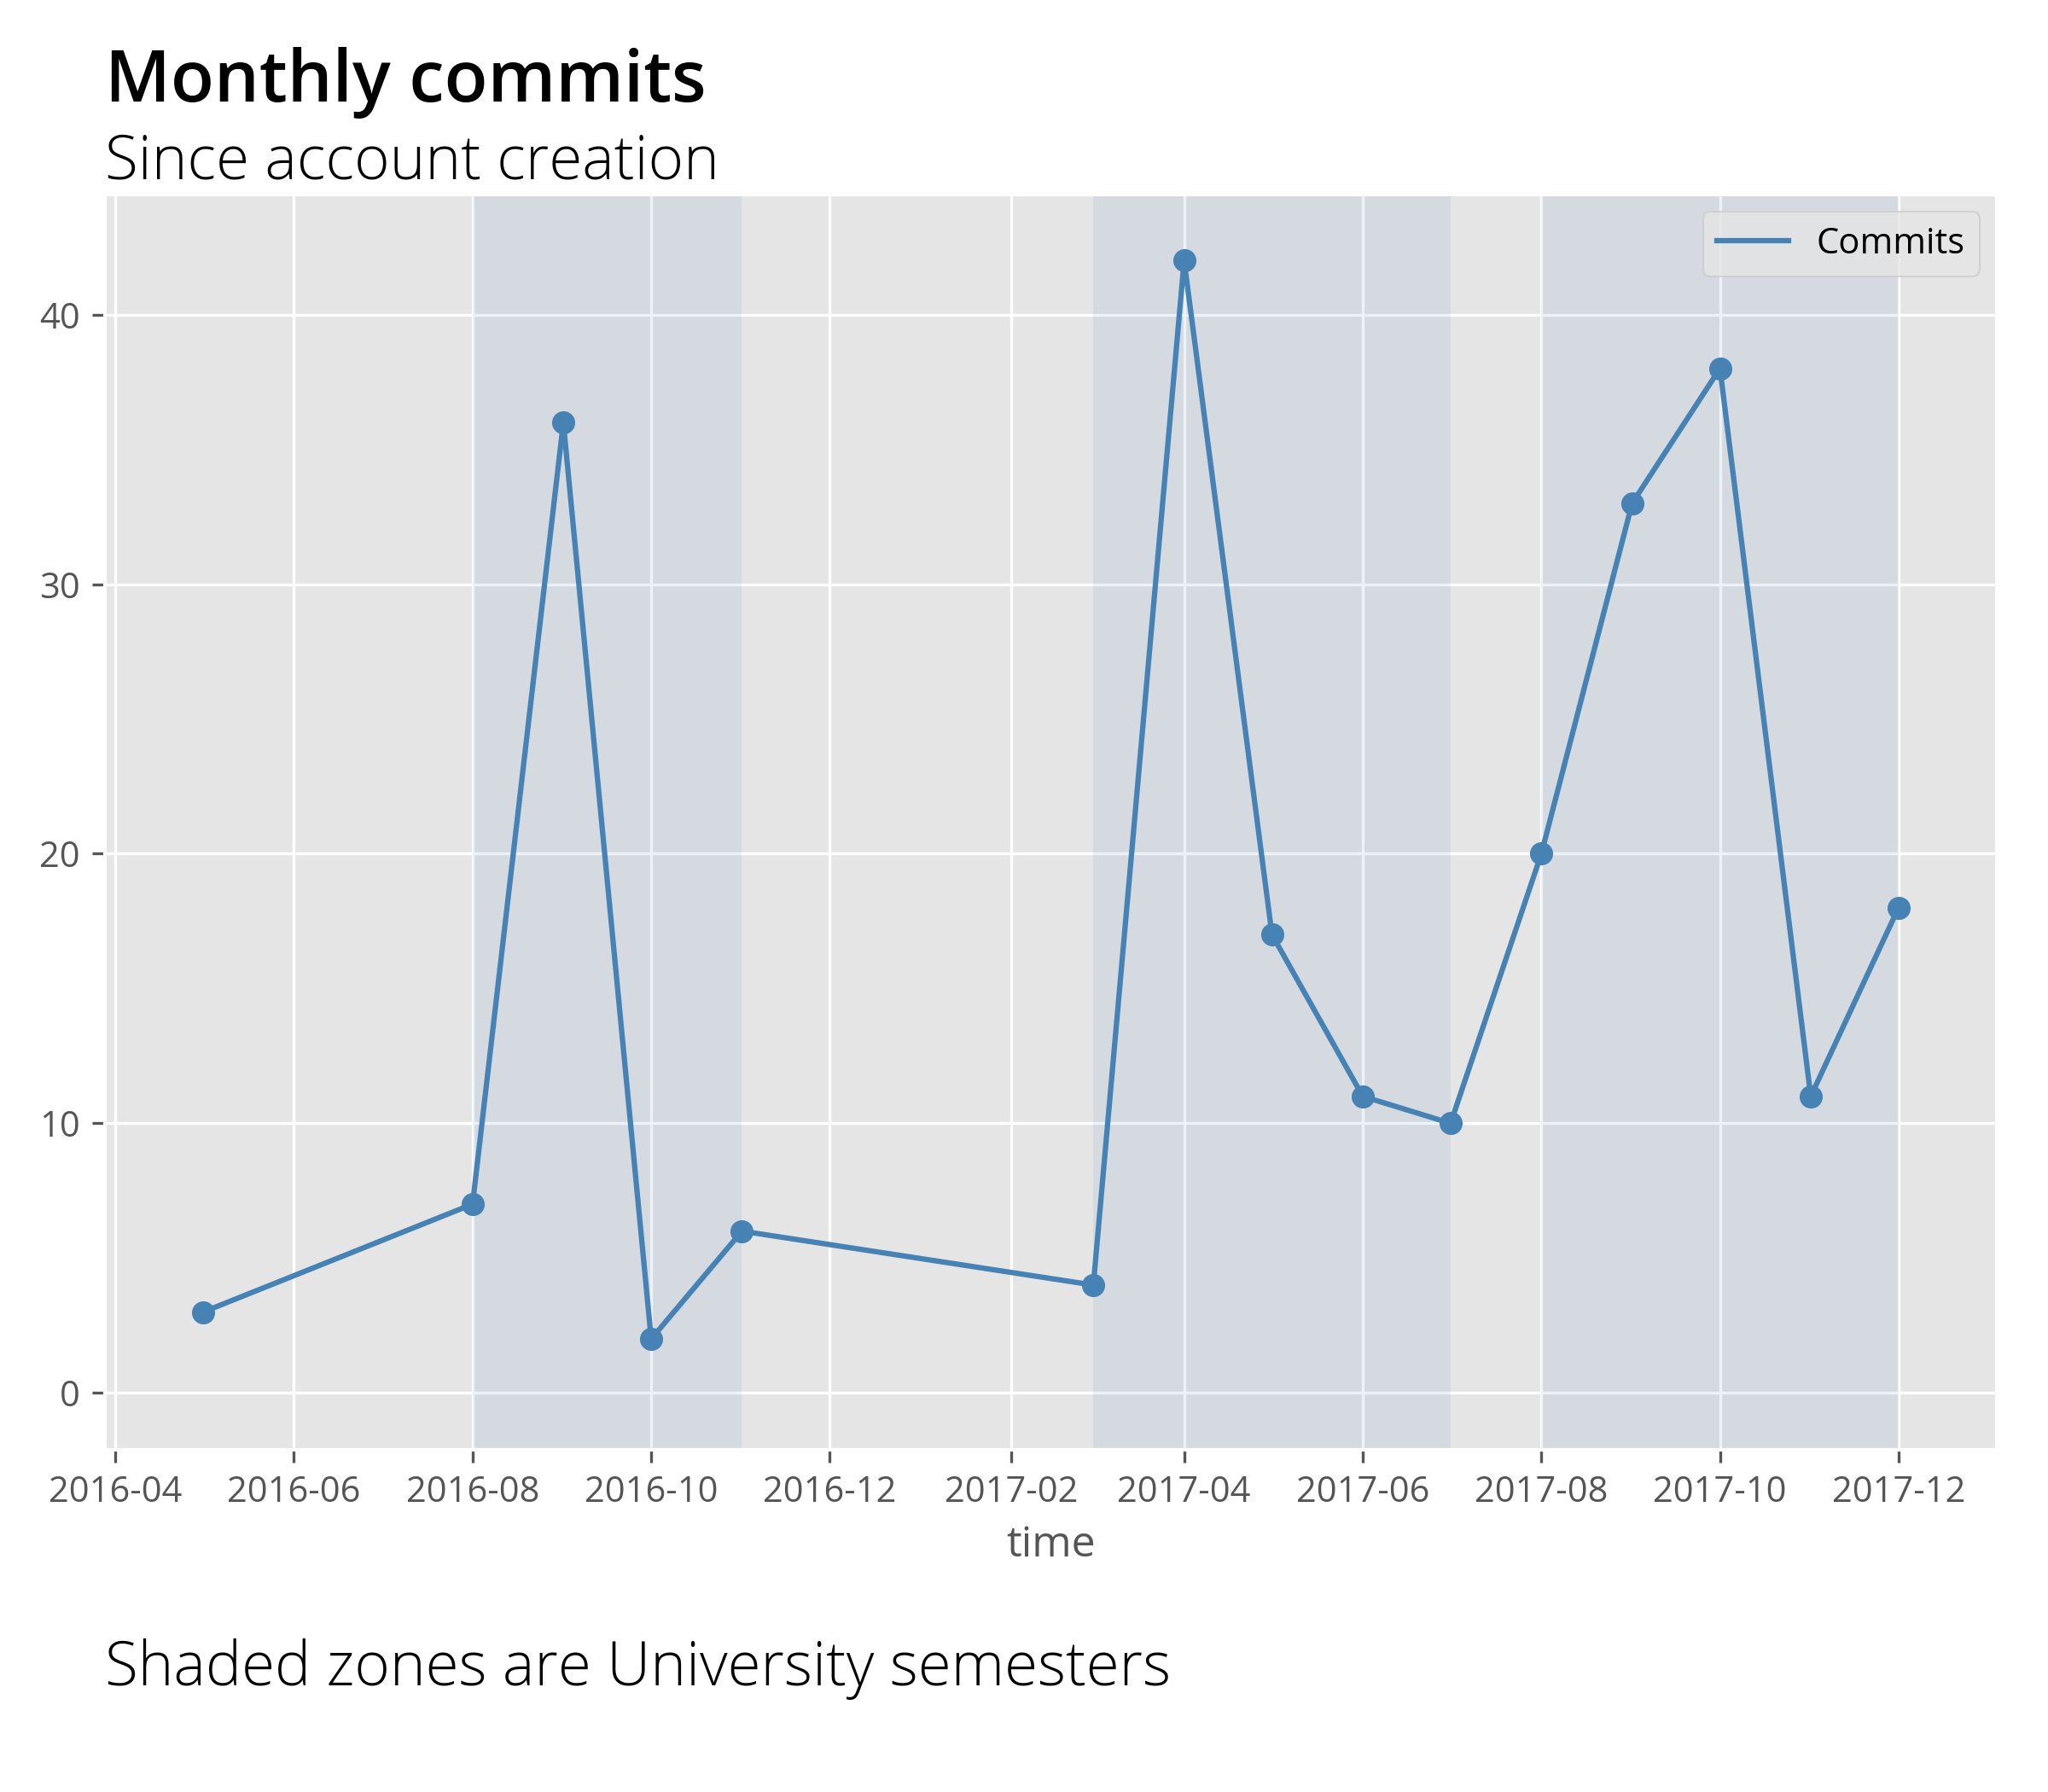 Monthly commits
Since account creation
Commits
40
30
20
10
0
2016-04 2016-06 2016-08 2016-10 2016-12 2017-02 2017-04 2017-06 2017-08 2017-10 2017-12
time
Shaded zones are University semesters